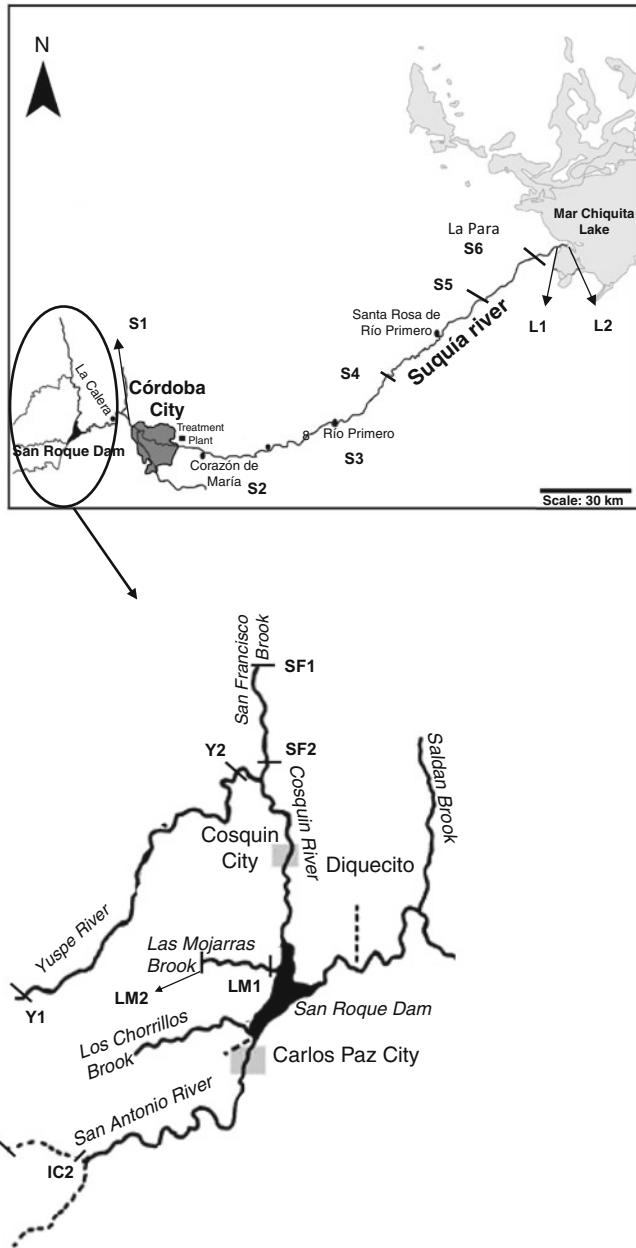 N
Mar Chiquita
Lake
La Para
S6
S5
S1
Santa Rosa de
Río Primero
L1
L2
Suquía river
La Calera
S4
Córdoba
City
Treatment
Plant
San Roque Dam
8
Río Primero
Corazón de
María
S3
S2
Scale: 30 km
San Francisco
Brook
SF1
Y2
SF2
Saldan Brook
Cosquin River
Cosquin
City
Diquecito
Yuspe River
Las Mojarras
Brook
LM2
LM1
Y1
San Roque Dam
Los Chorrillos
Brook
Carlos Paz City
San Antonio River
IC2